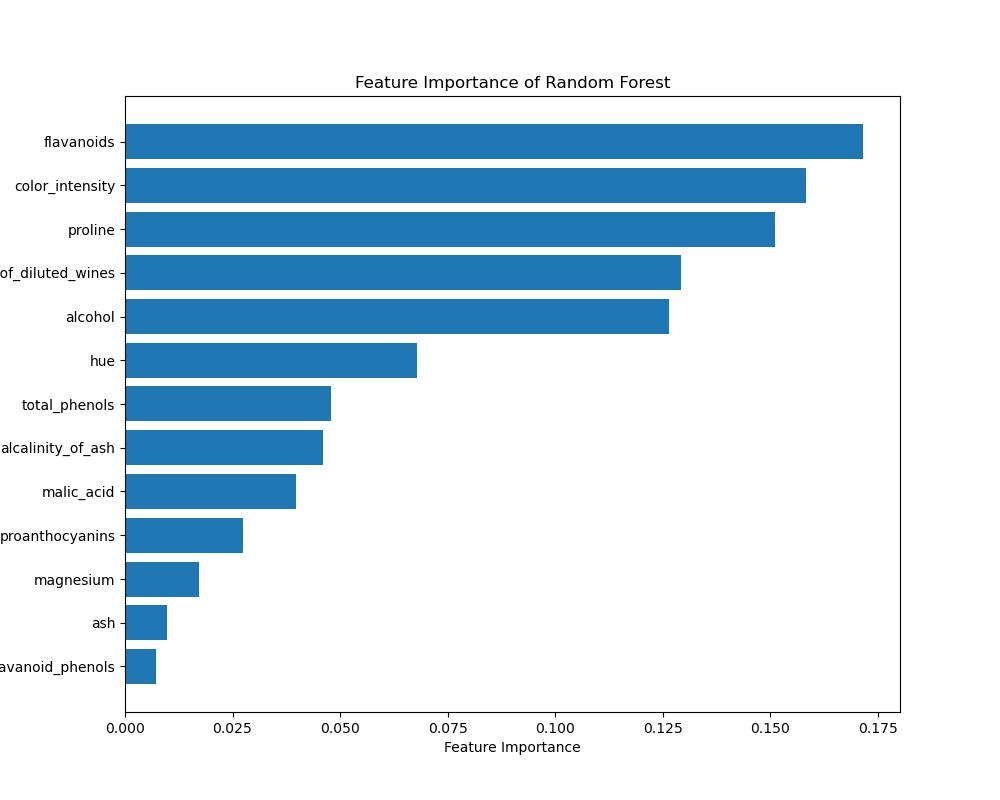 Feature Importance of Random Forest
flavanoids
color_intensity
proline
of_diluted_wines
alcohol
hue
total_phenols
alcalinity_of_ash
malic_acid
proanthocyanins
magnesium
ash
avanoid_phenols
0.000 0.025 0.050 0.075 0.100 0.125 0.150 0.175
Feature Importance